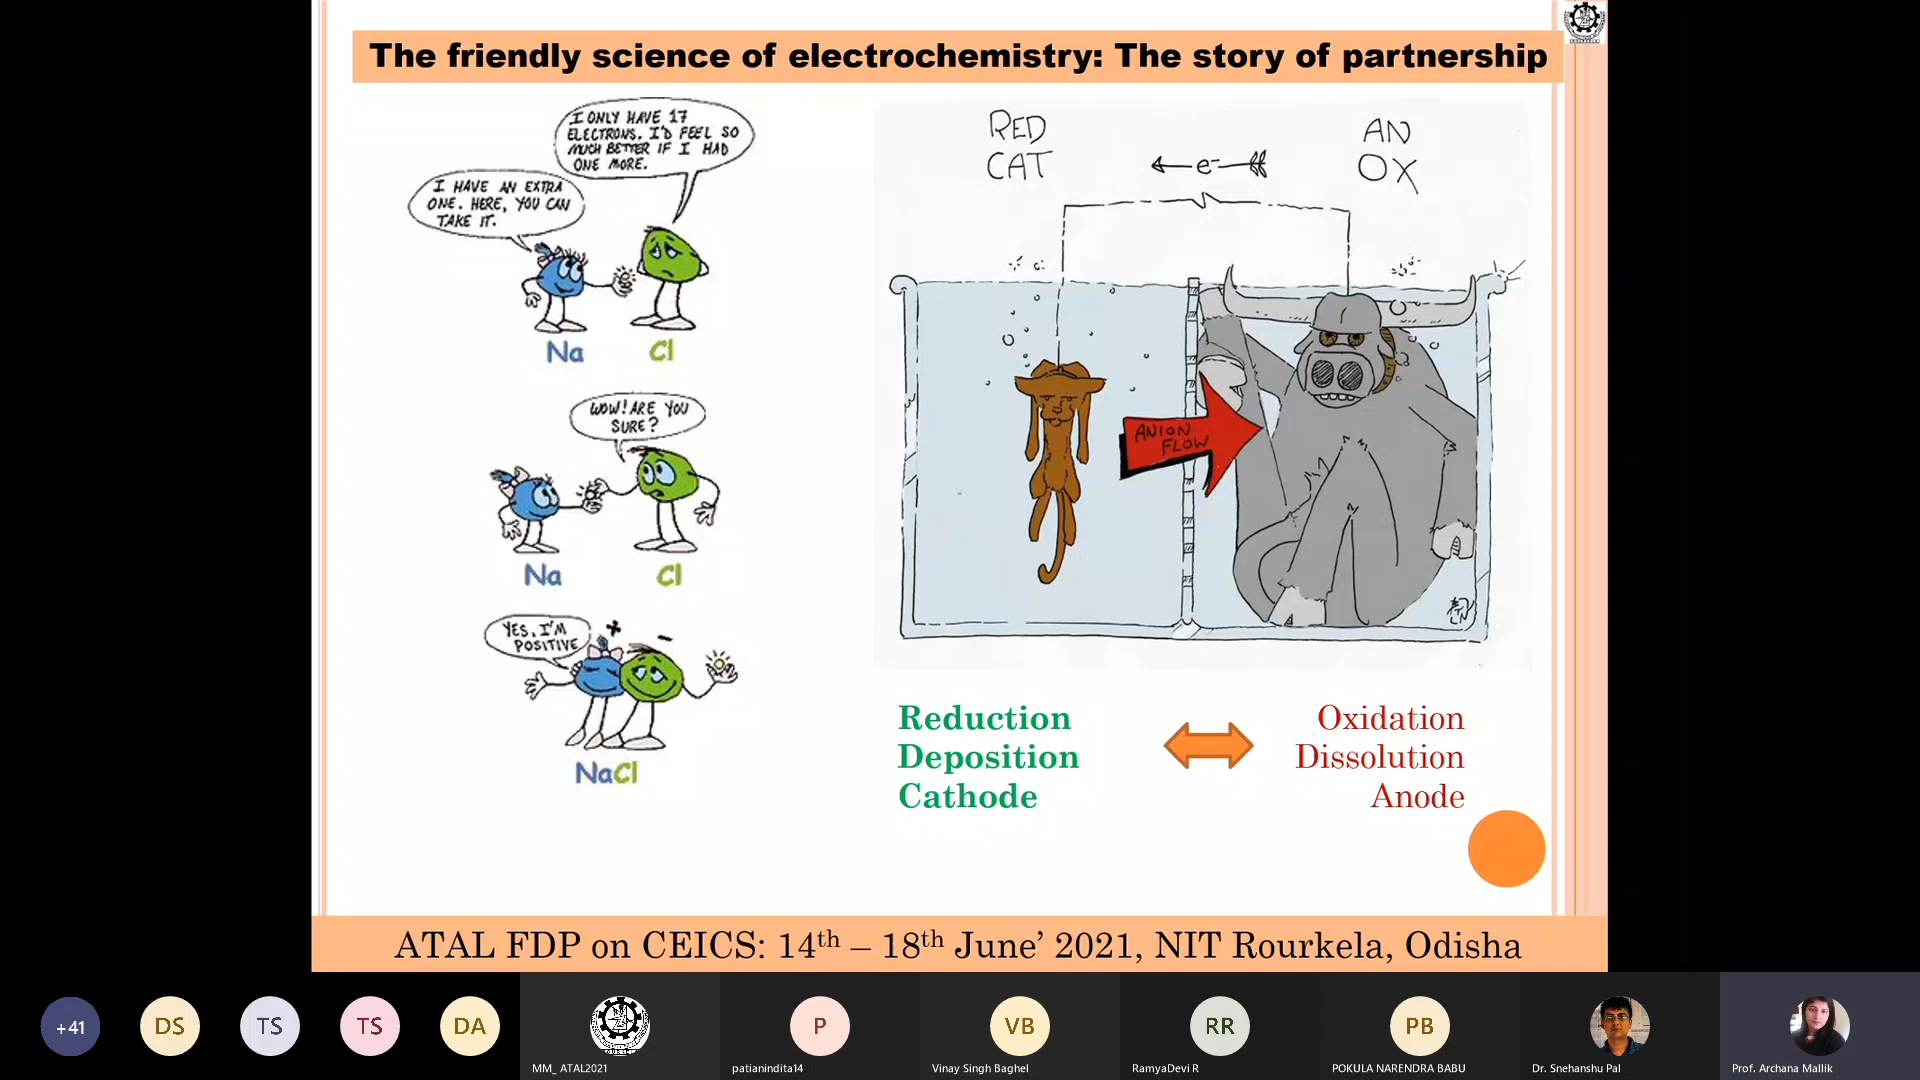 The friendly science of electrochemistry: The story of partnership
I ONLY HAVE 17
ELECTRONS. I'D FEEL SO
MUCH BETTER IF I HAD
ONE MORE.
I HAVE AN EXTRA
ONE. HERE, YOU CAN
TAKE IT.
Na Cl
WOW! ARE YOU
SURE?
Na Cl
YES, I'M
POSITIVE
+ -
NaCl
RED
CAT
e-
AN
OX
ANION
FLOW
Reduction
Deposition
Cathode
Oxidation
Dissolution
Anode
ATAL FDP on CEICS: 14th – 18th June’ 2021, NIT Rourkela, Odisha
+41 DS TS TS DA P VB RR PB
MM_ ATAL2021 patianindita14 Vinay Singh Baghel RamyaDevi R POKULA NARENDRA BABU Dr. Snehanshu Pal Prof. Archana Mallik